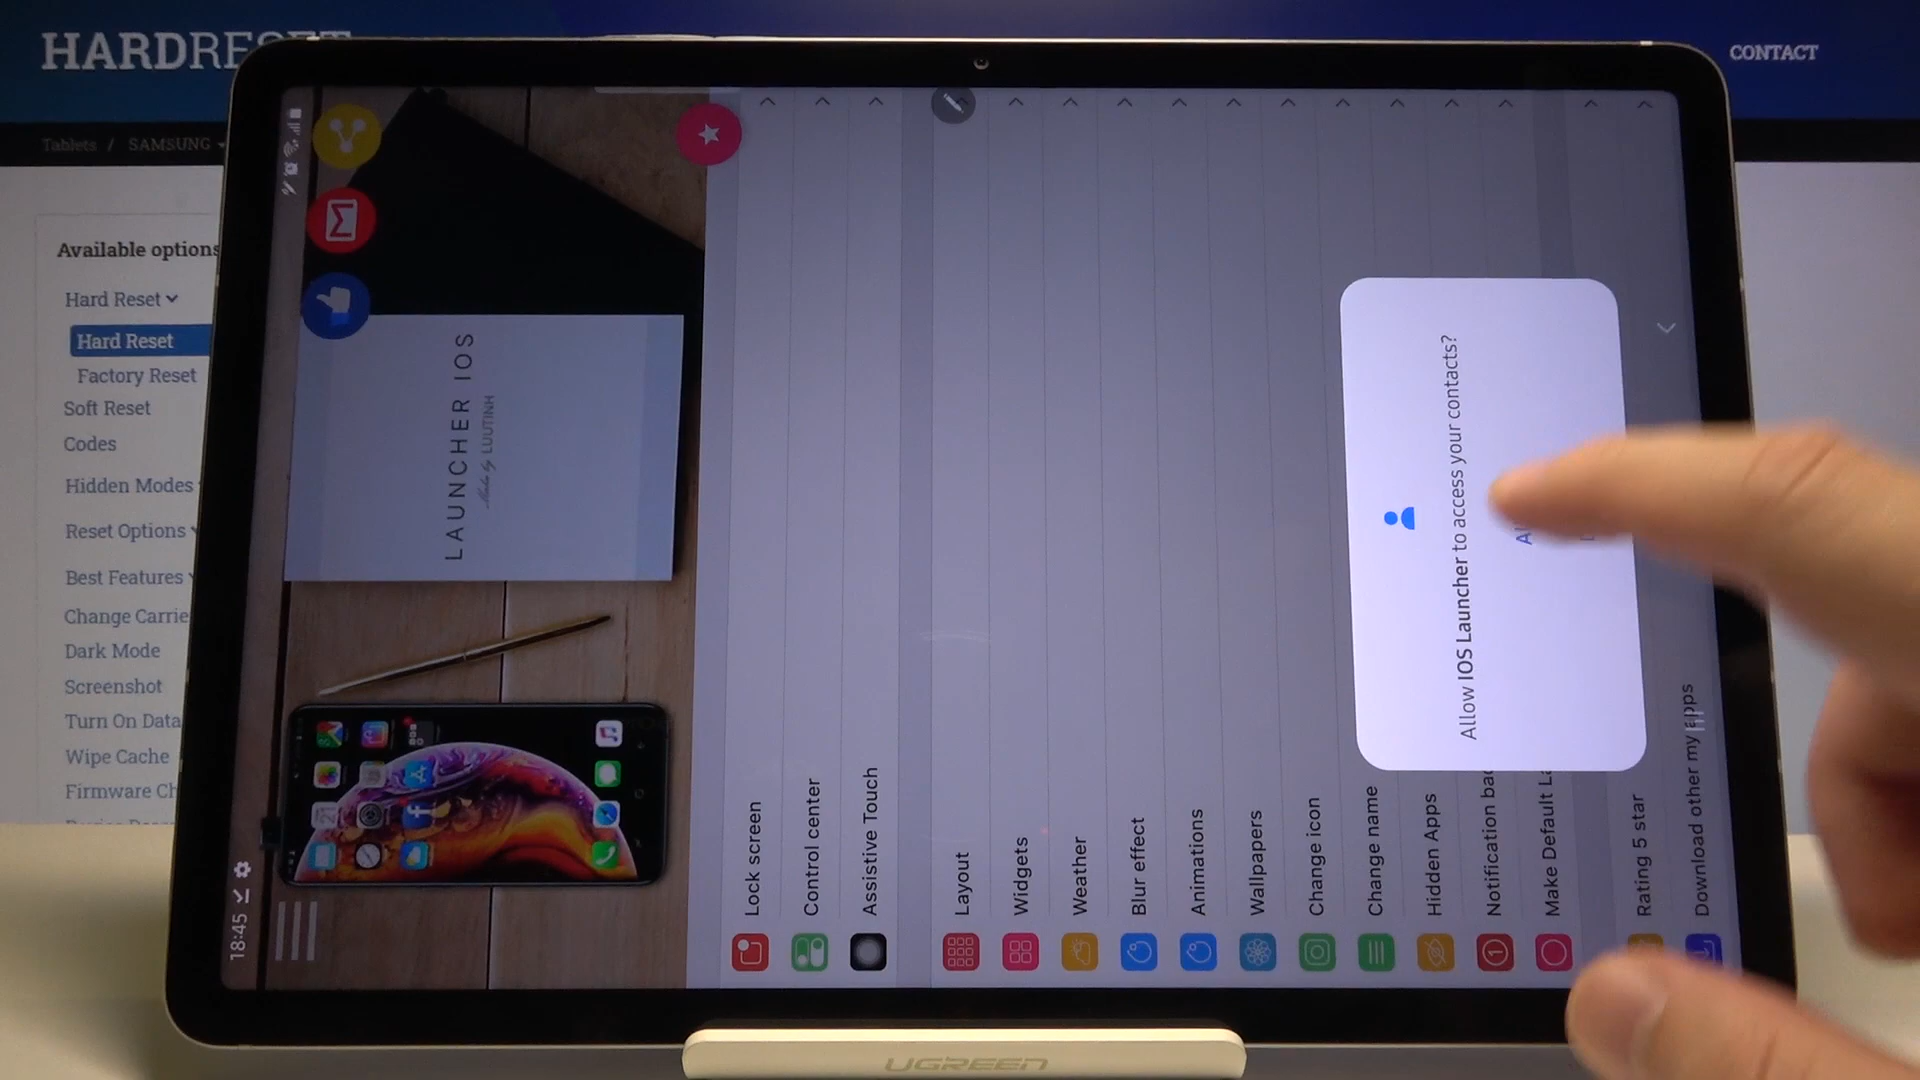 HARDRESET
CONTACT
Tablets / SAMSUNG
Available options
Hard Reset
Hard Reset
Factory Reset
Soft Reset
Codes
Hidden Modes
Reset Options
Best Features
Change Carrie
Dark Mode
Screenshot
Turn On Data
Wipe Cache
Firmware Ch
18:45
LAUNCHER IOS
Made by LUUTINH
Lock screen
Control center
Assistive Touch
Layout
Widgets
Weather
Blur effect
Animations
Wallpapers
Change icon
Change name
Hidden Apps
Notification bad
Make Default La
Rating 5 star
Download other my apps
Allow IOS Launcher to access your contacts?
Al
UGREEN